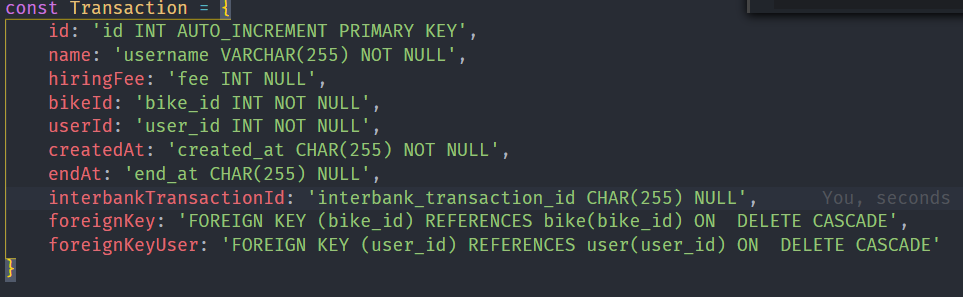 const Transaction = {
id: 'id INT AUTO_INCREMENT PRIMARY KEY',
name: 'username VARCHAR(255) NOT NULL',
hiringFee: 'fee INT NULL',
bikeId: 'bike_id INT NOT NULL',
userId: 'user_id INT NOT NULL',
createdAt: 'created_at CHAR(255) NOT NULL',
endAt: 'end_at CHAR(255) NULL',
interbankTransactionId: 'interbank_transaction_id CHAR(255) NULL', You, seconds
foreignKey: 'FOREIGN KEY (bike_id) REFERENCES bike(bike_id) ON  DELETE CASCADE',
foreignKeyUser: 'FOREIGN KEY (user_id) REFERENCES user(user_id) ON  DELETE CASCADE'
}